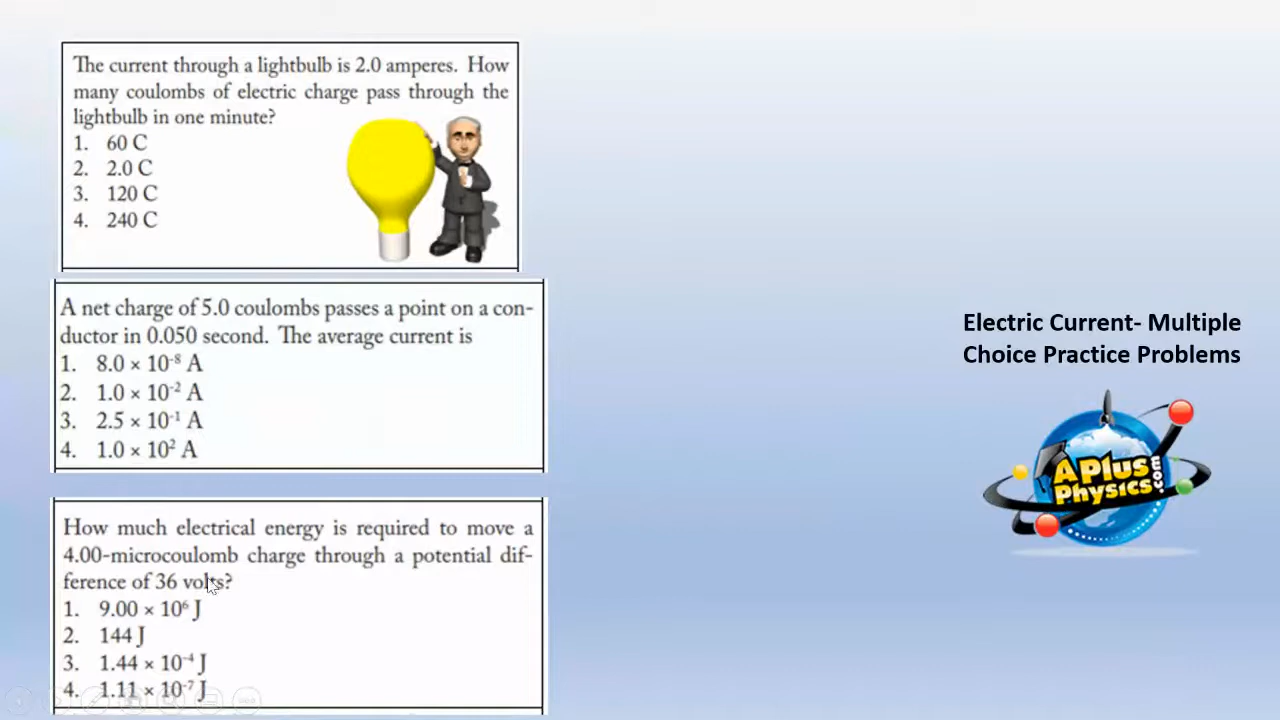 The current through a lightbulb is 2.0 amperes. How
many coulombs of electric charge pass through the
lightbulb in one minute?
1. 60 C
2. 2.0 C
3. 120 C
4. 240 C
A net charge of 5.0 coulombs passes a point on a con-
ductor in 0.050 second. The average current is
1. 8.0 × 10⁻⁸ A
2. 1.0 × 10⁻² A
3. 2.5 × 10⁻¹ A
4. 1.0 × 10² A
How much electrical energy is required to move a
4.00-microcoulomb charge through a potential dif-
ference of 36 volts?
1. 9.00 × 10⁶ J
2. 144 J
3. 1.44 × 10⁻⁴ J
4. 1.11 × 10⁻⁷ J
Electric Current- Multiple
Choice Practice Problems
APlus
Physics.com